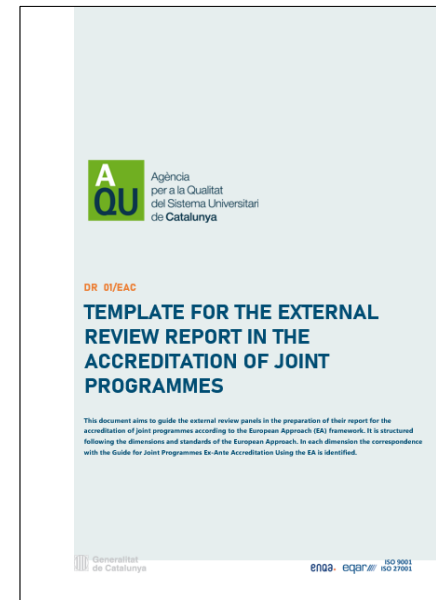 A
QU
Agència
per a la Qualitat
del Sistema Universitari
de Catalunya
DR 01/EAC
TEMPLATE FOR THE EXTERNAL
REVIEW REPORT IN THE
ACCREDITATION OF JOINT
PROGRAMMES
This document aims to guide the external review panels in the preparation of their report for the
accreditation of joint programmes according to the European Approach (EA) framework. It is structured
following the dimensions and standards of the European Approach. In each dimension the correspondence
with the Guide for Joint Programmes Ex-Ante Accreditation Using the EA is identified.
Generalitat
de Catalunya
enqa. eqar ISO 9001
ISO 27001